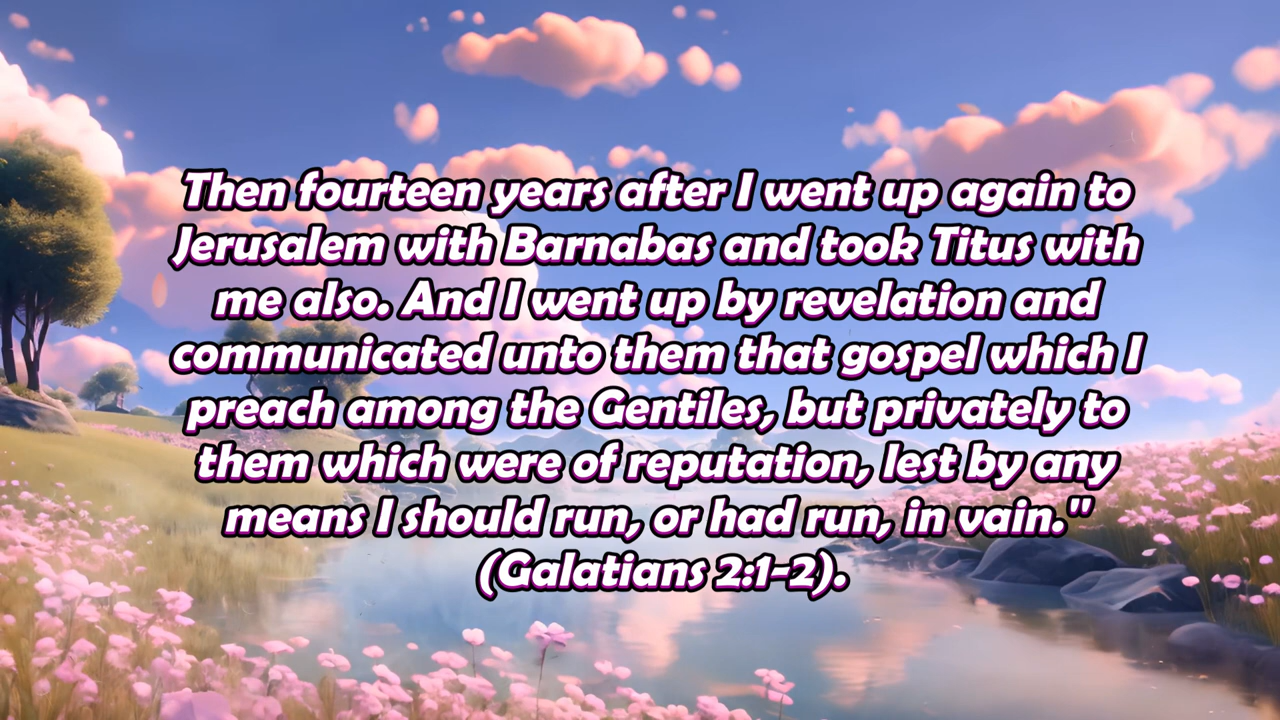 Then fourteen years after I went up again to
Jerusalem with Barnabas and took Titus with
me also. And I went up by revelation and
communicated unto them that gospel which I
preach among the Gentiles, but privately to
them which were of reputation, lest by any
means I should run, or had run, in vain."
(Galatians 2:1-2).